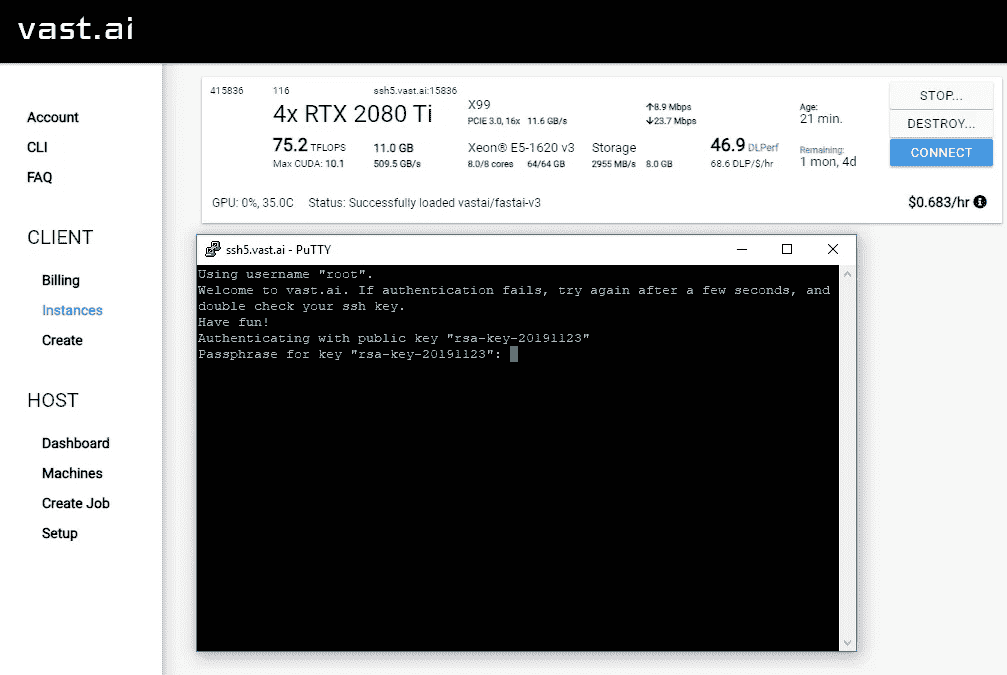 vast.ai
Account
CLI
FAQ
CLIENT
Billing
Instances
Create
HOST
Dashboard
Machines
Create Job
Setup
415836 116 ssh5.vast.ai:15836
4x RTX 2080 Ti
75.2 TFLOPS 11.0 GB
Max CUDA: 10.1 509.5 GB/s
X99
PCIE 3.0, 16x 11.6 GB/s
Xeon® E5-1620 v3
8.0/8 cores 64/64 GB
Storage
2955 MB/s 8.0 GB
↑8.9 Mbps
↓23.7 Mbps
46.9 DLPerf
68.6 DLP/$/hr
Age:
21 min.
Remaining:
1 mon, 4d
STOP...
DESTROY...
CONNECT
GPU: 0%, 35.0C Status: Successfully loaded vastai/fastai-v3
$0.683/hr
ssh5.vast.ai - PuTTY
Using username "root".
Welcome to vast.ai. If authentication fails, try again after a few seconds, and
double check your ssh key.
Have fun!
Authenticating with public key "rsa-key-20191123"
Passphrase for key "rsa-key-20191123":